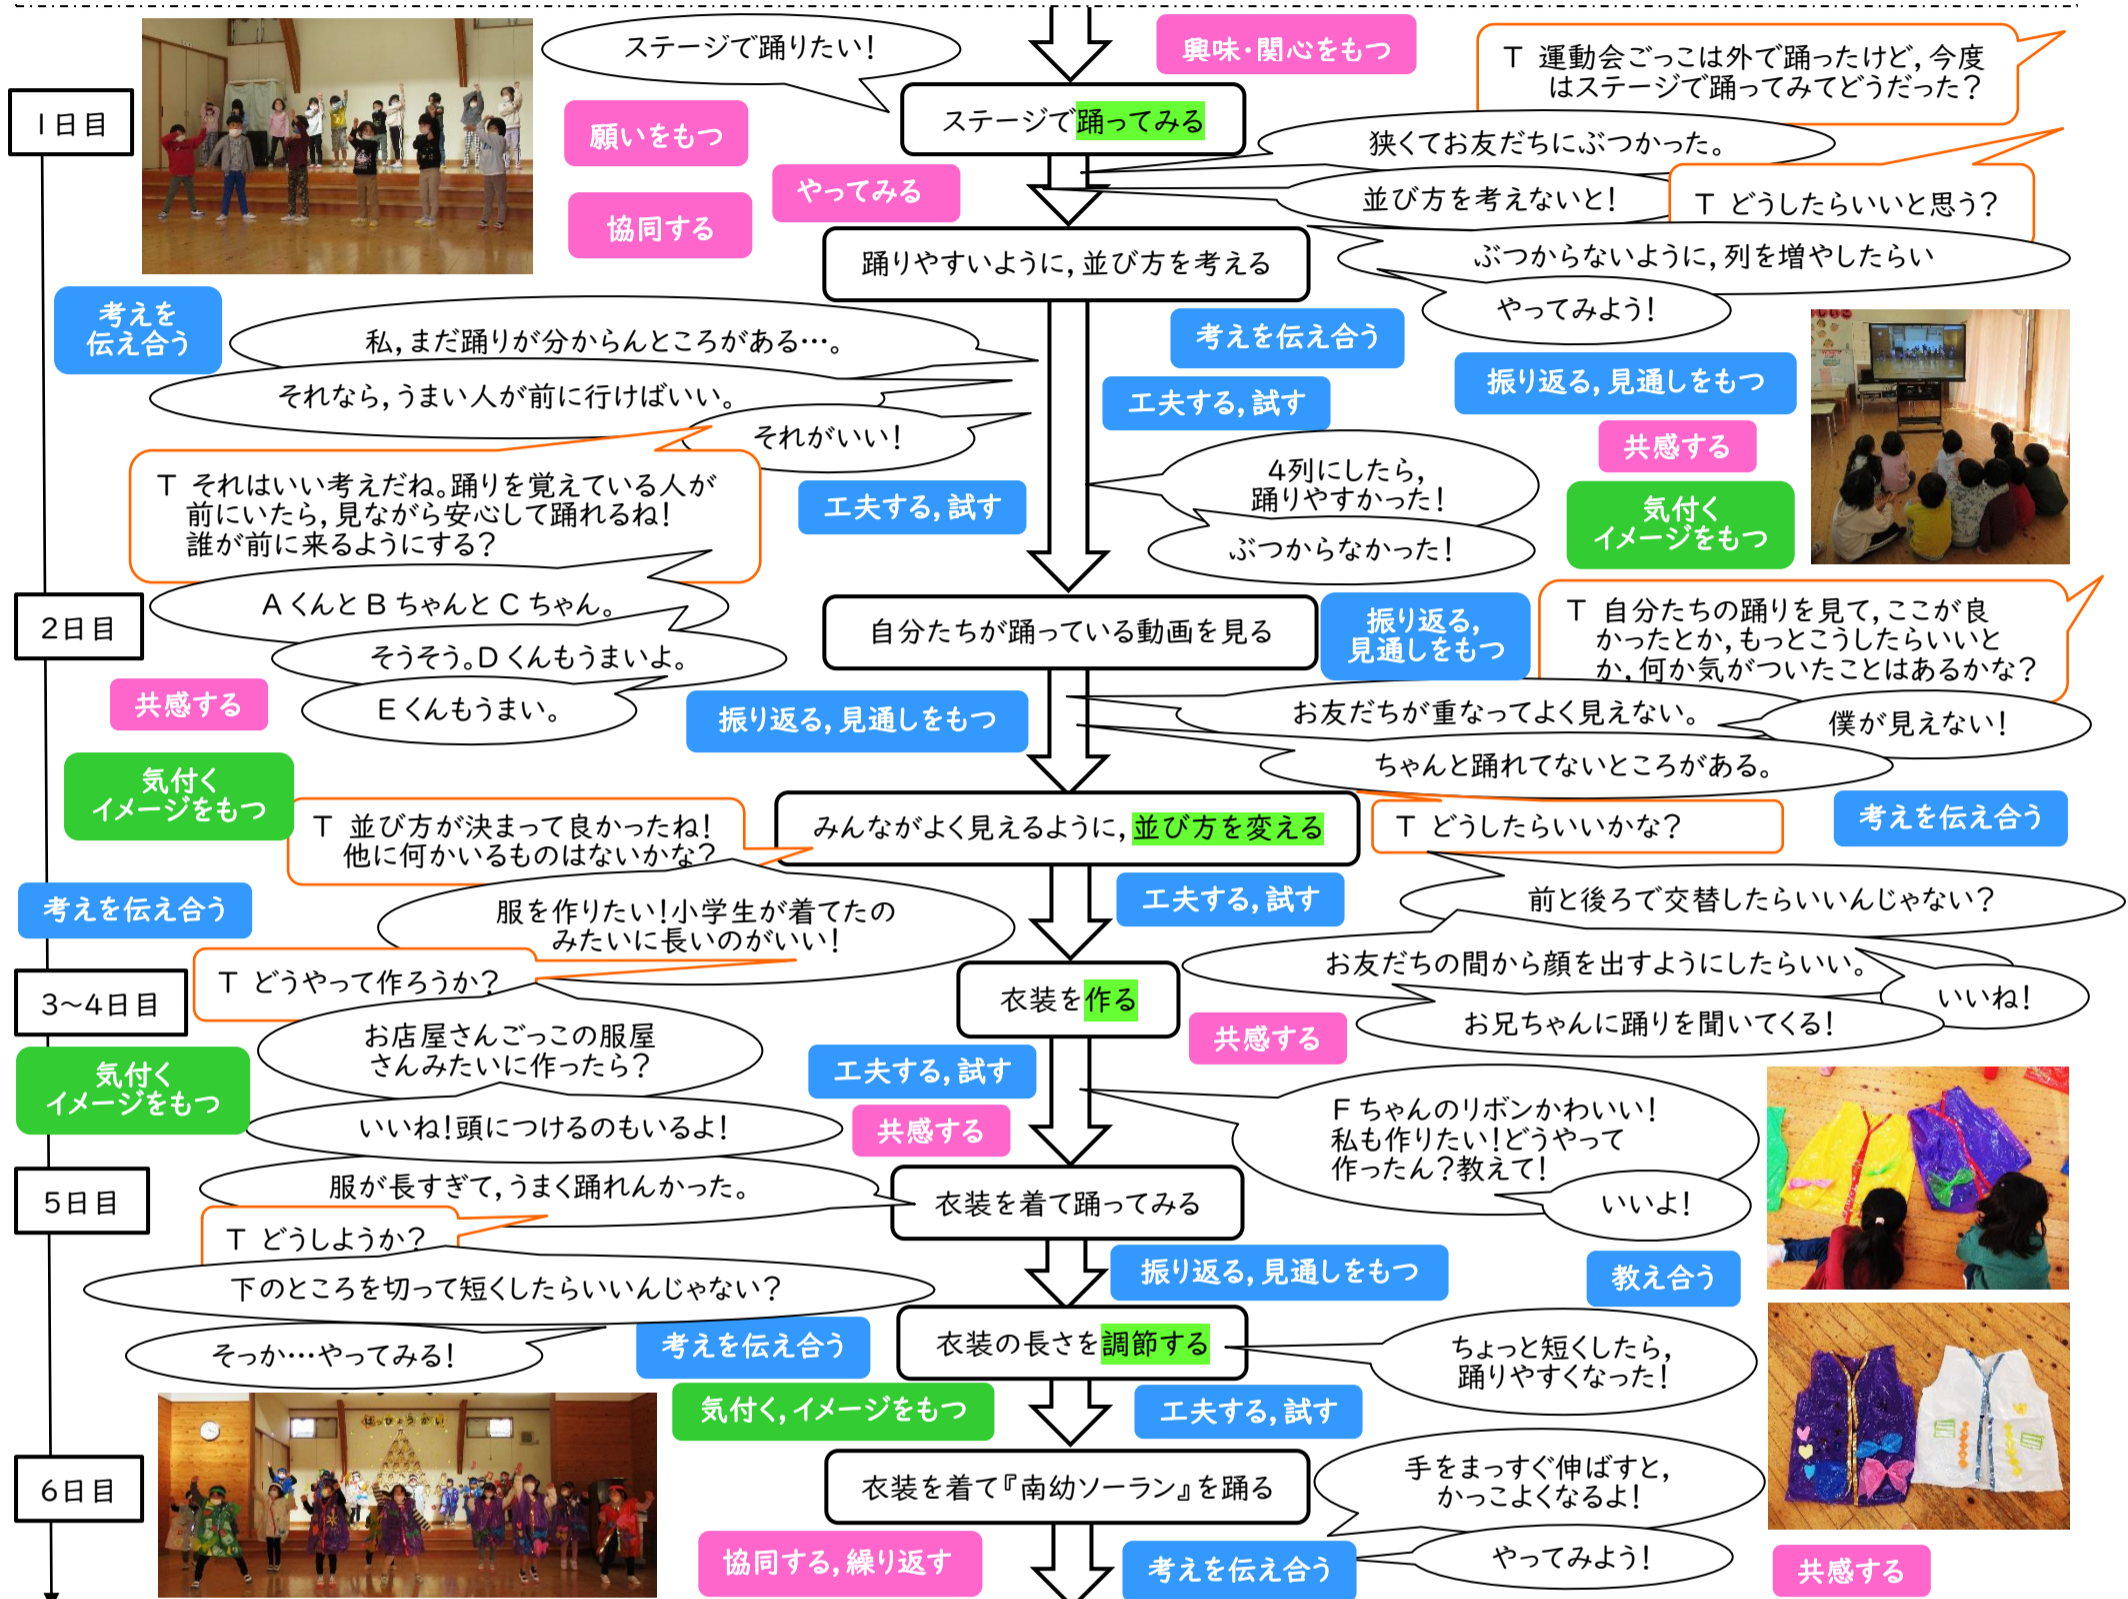 ステージで踊りたい！
興味・関心をもつ
T 運動会ごっこは外で踊ったけど，今度
はステージで踊ってみてどうだった？
1日目
願いをもつ
ステージで踊ってみる
狭くてお友だちにぶつかった。
やってみる
並び方を考えないと！
T どうしたらいいと思う？
協同する
踊りやすいように，並び方を考える
ぶつからないように，列を増やしたらい
やってみよう！
考えを
伝え合う
私，まだ踊りが分からんところがある…。
考えを伝え合う
それなら，うまい人が前に行けばいい。
工夫する，試す
振り返る，見通しをもつ
それがいい！
共感する
T それはいい考えだね。踊りを覚えている人が
前にいたら，見ながら安心して踊れるね！
誰が前に来るようにする？
工夫する，試す
4列にしたら，
踊りやすかった！
気付く
イメージをもつ
ぶつからなかった！
AくんとBちゃんとCちゃん。
2日目
自分たちが踊っている動画を見る
振り返る，
見通しをもつ
T 自分たちの踊りを見て，ここが良
かったとか，もっとこうしたらいいと
か，何か気がついたことはあるかな？
そうそう。Dくんもうまいよ。
共感する
Eくんもうまい。
振り返る，見通しをもつ
お友だちが重なってよく見えない。
僕が見えない！
ちゃんと踊れてないところがある。
気付く
イメージをもつ
T 並び方が決まって良かったね！
他に何かいるものはないかな？
みんながよく見えるように，並び方を変える
T どうしたらいいかな？
考えを伝え合う
考えを伝え合う
服を作りたい！小学生が着てたの
みたいに長いのがいい！
工夫する，試す
前と後ろで交替したらいいんじゃない？
T どうやって作ろうか？
お友だちの間から顔を出すようにしたらいい。
いいね！
3～4日目
衣装を作る
お兄ちゃんに踊りを聞いてくる！
お店屋さんごっこの服屋
さんみたいに作ったら？
共感する
気付く
イメージをもつ
工夫する，試す
いいね！頭につけるのもいるよ！
共感する
Fちゃんのリボンかわいい！
私も作りたい！どうやって
作ったん？教えて！
いいよ！
5日目
服が長すぎて，うまく踊れんかった。
衣装を着て踊ってみる
T どうしようか？
振り返る，見通しをもつ
教え合う
下のところを切って短くしたらいいんじゃない？
そっか…やってみる！
考えを伝え合う
衣装の長さを調節する
ちょっと短くしたら，
踊りやすくなった！
気付く，イメージをもつ
工夫する，試す
はっぴょうかい
6日目
衣装を着て『南幼ソーラン』を踊る
手をまっすぐ伸ばすと，
かっこよくなるよ！
やってみよう！
協同する，繰り返す
考えを伝え合う
共感する